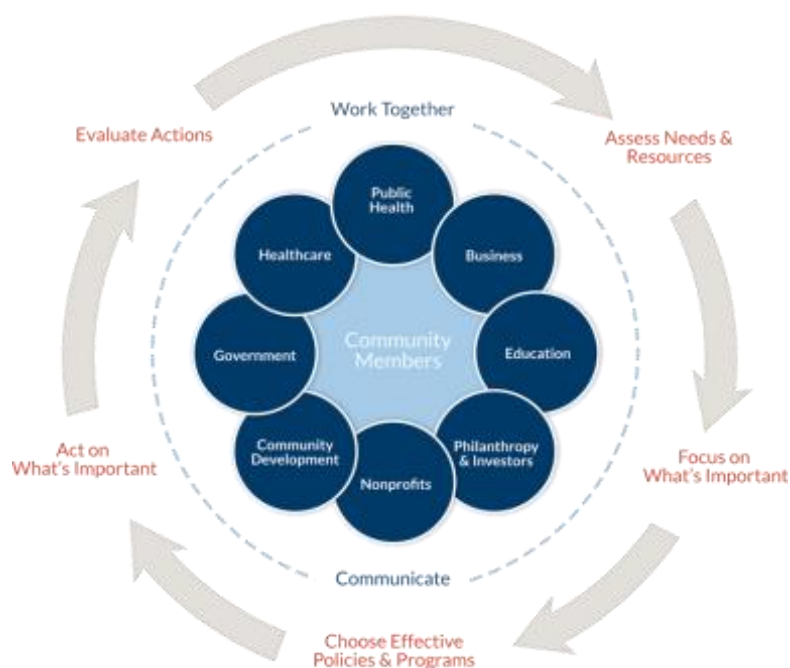 Work Together
Evaluate Actions
Assess Needs &
Resources
Public
Health
Healthcare
Business
Community
Members
Government
Education
Community
Development
Philanthropy
& Investors
Nonprofits
Act on
What's Important
Focus on
What's Important
Communicate
Choose Effective
Policies & Programs